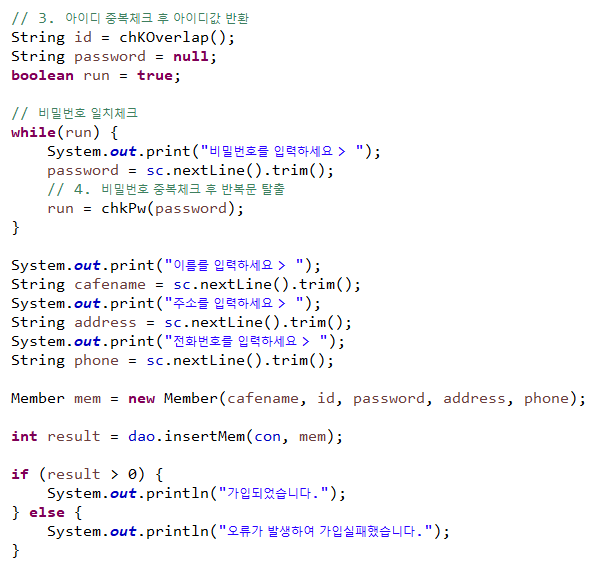 // 3. 아이디 중복체크 후 아이디값 반환
String id = chKOverlap();
String password = null;
boolean run = true;

// 비밀번호 일치체크
while(run) {
    System.out.print("비밀번호를 입력하세요 > ");
    password = sc.nextLine().trim();
    // 4. 비밀번호 중복체크 후 반복문 탈출
    run = chkPw(password);
}

System.out.print("이름를 입력하세요 > ");
String cafename = sc.nextLine().trim();
System.out.print("주소를 입력하세요 > ");
String address = sc.nextLine().trim();
System.out.print("전화번호를 입력하세요 > ");
String phone = sc.nextLine().trim();

Member mem = new Member(cafename, id, password, address, phone);

int result = dao.insertMem(con, mem);

if (result > 0) {
    System.out.println("가입되었습니다.");
} else {
    System.out.println("오류가 발생하여 가입실패했습니다.");
}